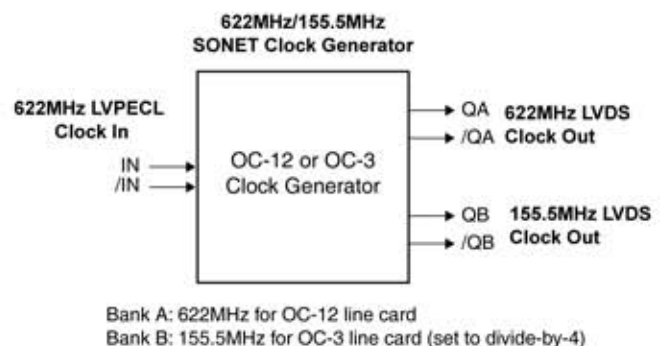 622MHz/155.5MHz
SONET Clock Generator
622MHz LVPECL
Clock In
IN
/IN
OC-12 or OC-3
Clock Generator
QA 622MHz LVDS
/QA Clock Out
QB 155.5MHz LVDS
/QB Clock Out
Bank A: 622MHz for OC-12 line card
Bank B: 155.5MHz for OC-3 line card (set to divide-by-4)